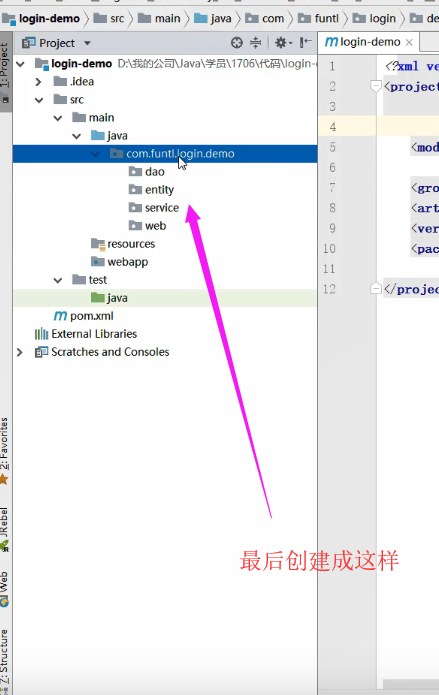 login-demo src main java com funtl login de
1: Project
Project
login-demo
login-demo D:\我的公司\Java\学员\1706\代码\login-d
.idea
src
main
java
com.funtl.login.demo
dao
entity
service
web
resources
webapp
test
java
pom.xml
External Libraries
Scratches and Consoles
1 <?xml ve
2 <project
3
4
5 <mod
6
7 <gro
8 <art
9 <ver
10 <pac
11
12 </proje
最后创建成这样
2: Favorites
JRebel
Web
7: Structure